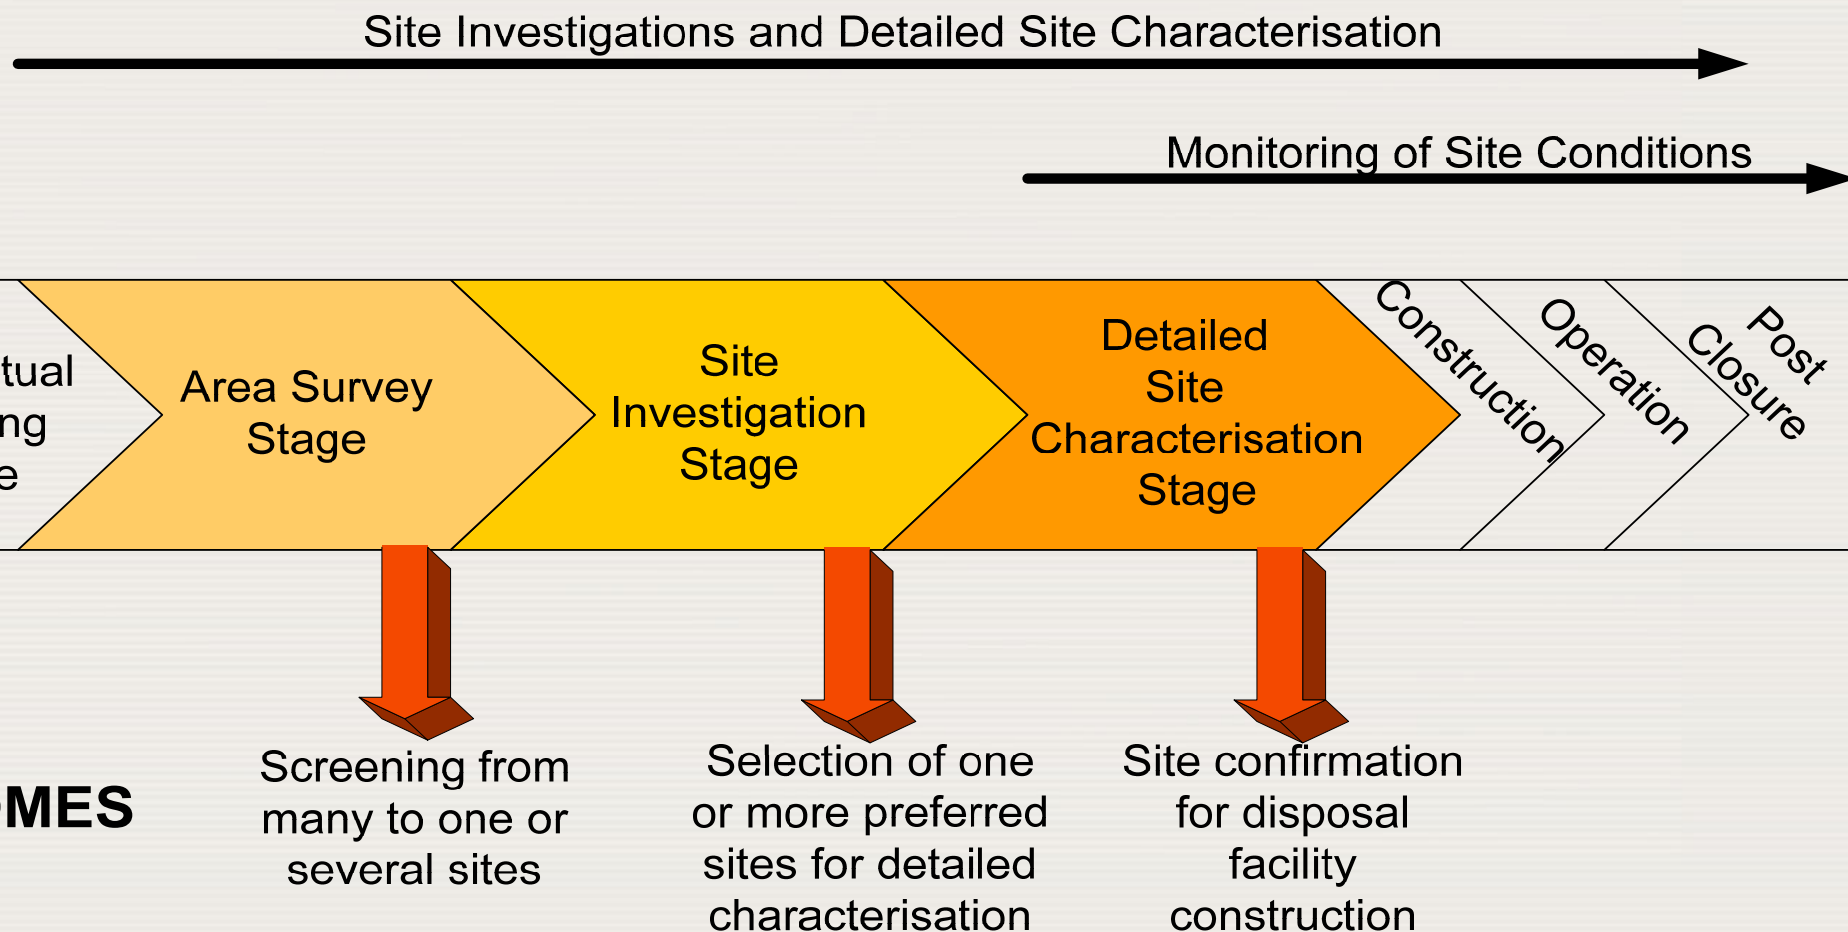 Site Investigations and Detailed Site Characterisation
Monitoring of Site Conditions
tual
ng
e
Area Survey
Stage
Site
Investigation
Stage
Detailed
Site
Characterisation
Stage
Construction
Operation
Post
Closure
OMES
Screening from
many to one or
several sites
Selection of one
or more preferred
sites for detailed
characterisation
Site confirmation
for disposal
facility
construction